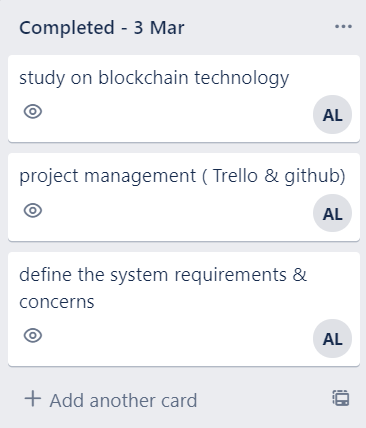 Completed - 3 Mar
study on blockchain technology
AL
project management ( Trello & github)
AL
define the system requirements &
concerns
AL
Add another card